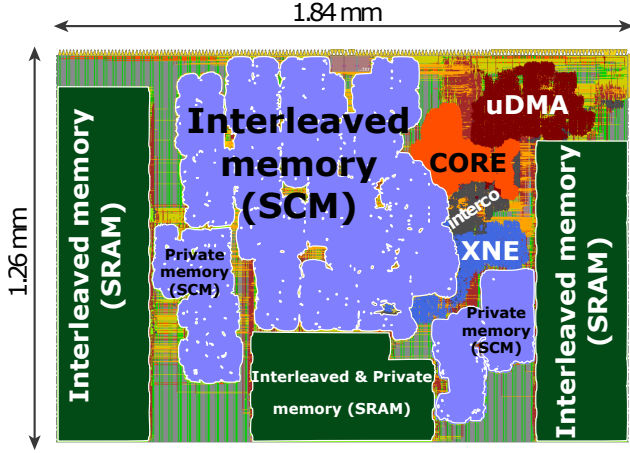 1.84 mm
1.26 mm
Interleaved memory
(SRAM)
Interleaved
memory
(SCM)
uDMA
CORE
interco
XNE
Private
memory
(SCM)
Private
memory
(SCM)
Interleaved & Private
memory (SRAM)
Interleaved memory
(SRAM)